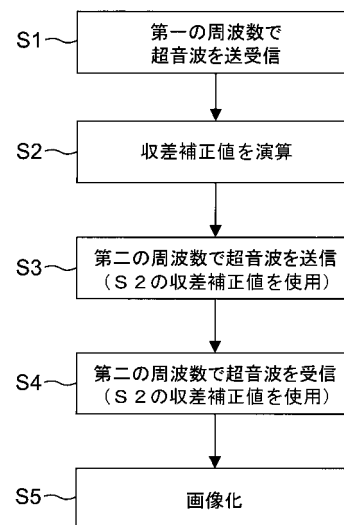 S1
第一の周波数で
超音波を送受信
S2
収差補正値を演算
S3
第二の周波数で超音波を送信
(S2の収差補正値を使用)
S4
第二の周波数で超音波を受信
(S2の収差補正値を使用)
S5
画像化